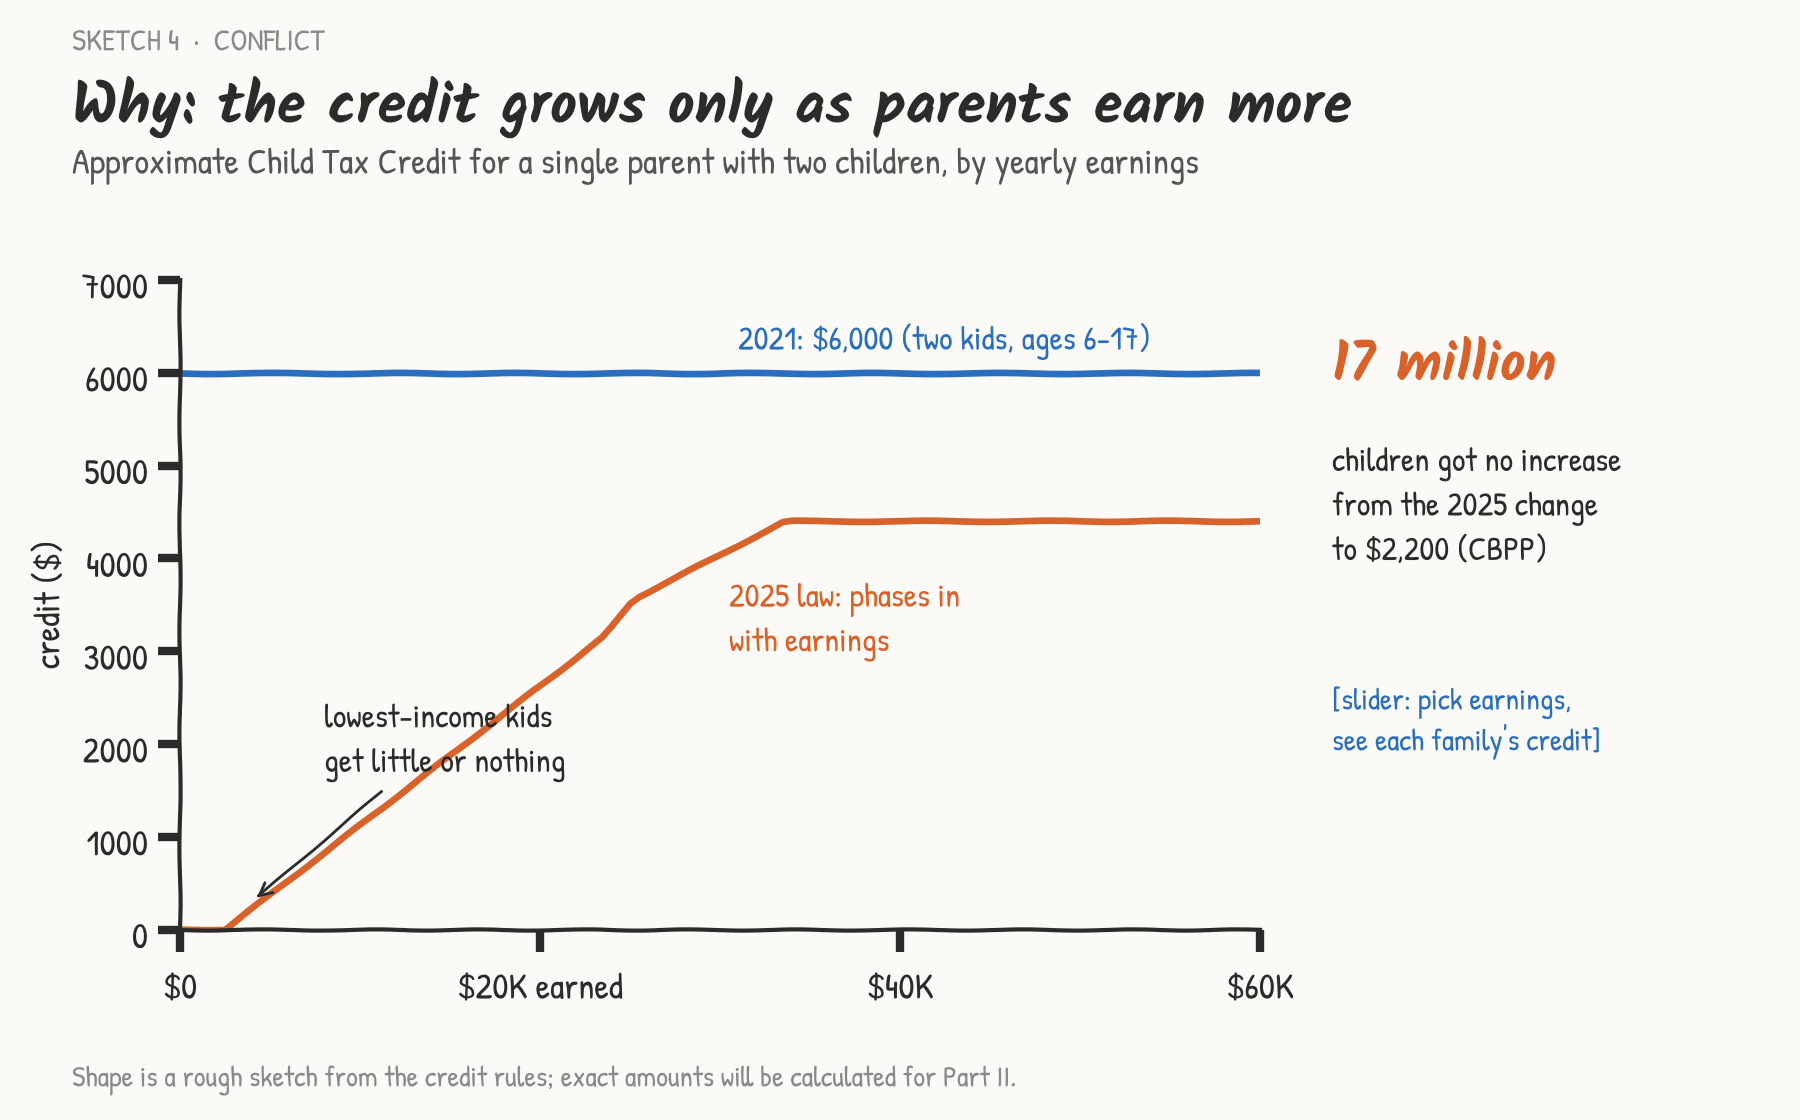 SKETCH 4 · CONFLICT
Why: the credit grows only as parents earn more
Approximate Child Tax Credit for a single parent with two children, by yearly earnings
7000
6000
5000
4000
3000
2000
1000
0
credit ($)
2021: $6,000 (two kids, ages 6–17)
2025 law: phases in
with earnings
lowest-income kids
get little or nothing
$0
$20K earned
$40K
$60K
17 million
children got no increase
from the 2025 change
to $2,200 (CBPP)
[slider: pick earnings,
see each family's credit]
Shape is a rough sketch from the credit rules; exact amounts will be calculated for Part II.